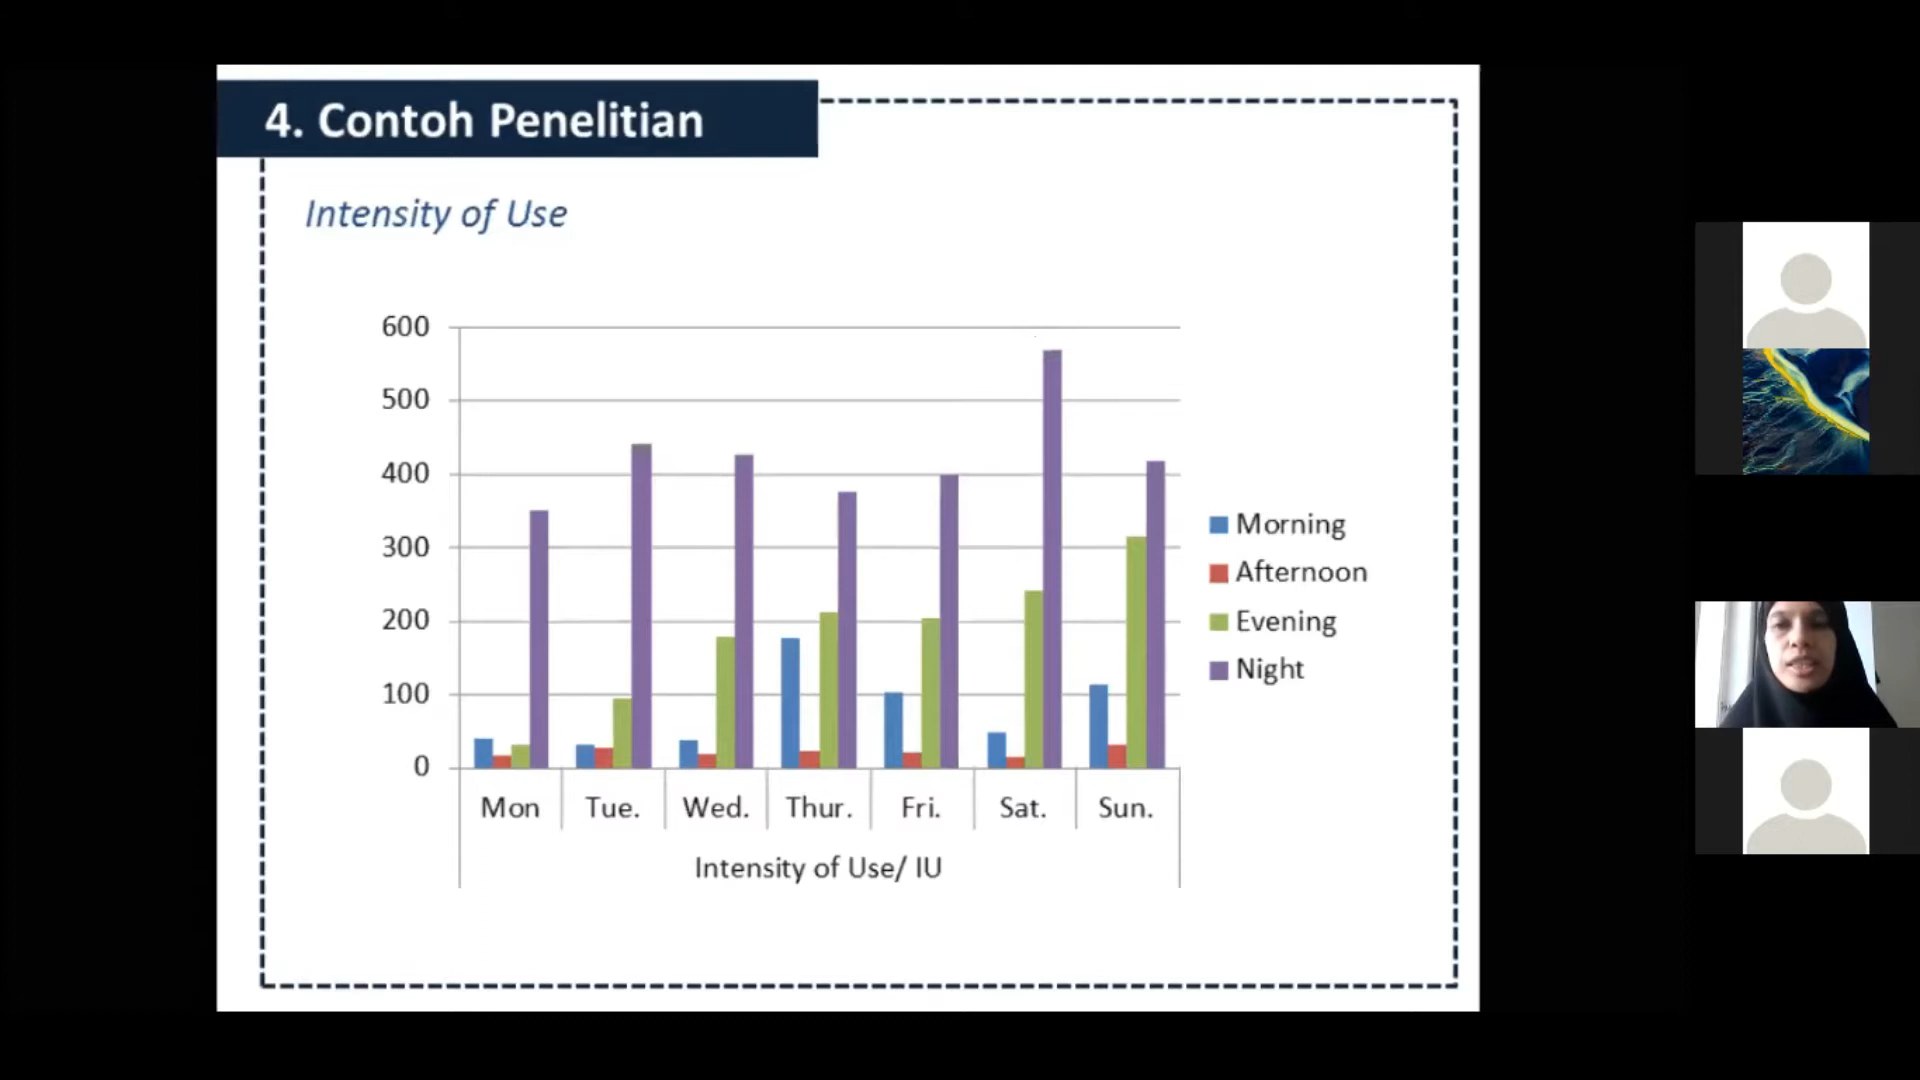 4. Contoh Penelitian
Intensity of Use
600
500
400
300
200
100
0
Mon Tue. Wed. Thur. Fri. Sat. Sun.
Intensity of Use/ IU
Morning
Afternoon
Evening
Night